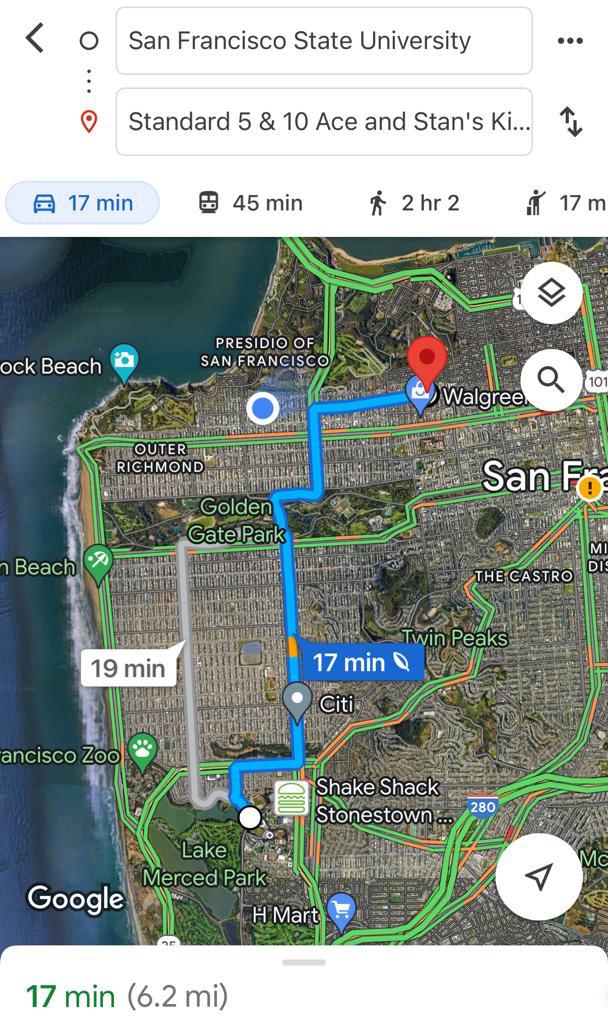 San Francisco State University
Standard 5 & 10 Ace and Stan's Ki...
17 min
45 min
2 hr 2
17 m
PRESIDIO OF
SAN FRANCISCO
ock Beach
Walgree
101
OUTER
RICHMOND
San Fra
Golden
Gate Park
n Beach
THE CASTRO
MI
DIS
Twin Peaks
19 min
17 min
Citi
rancisco Zoo
Shake Shack
Stonestown ...
280
Lake
Merced Park
Mc
Google
H Mart
35
17 min (6.2 mi)